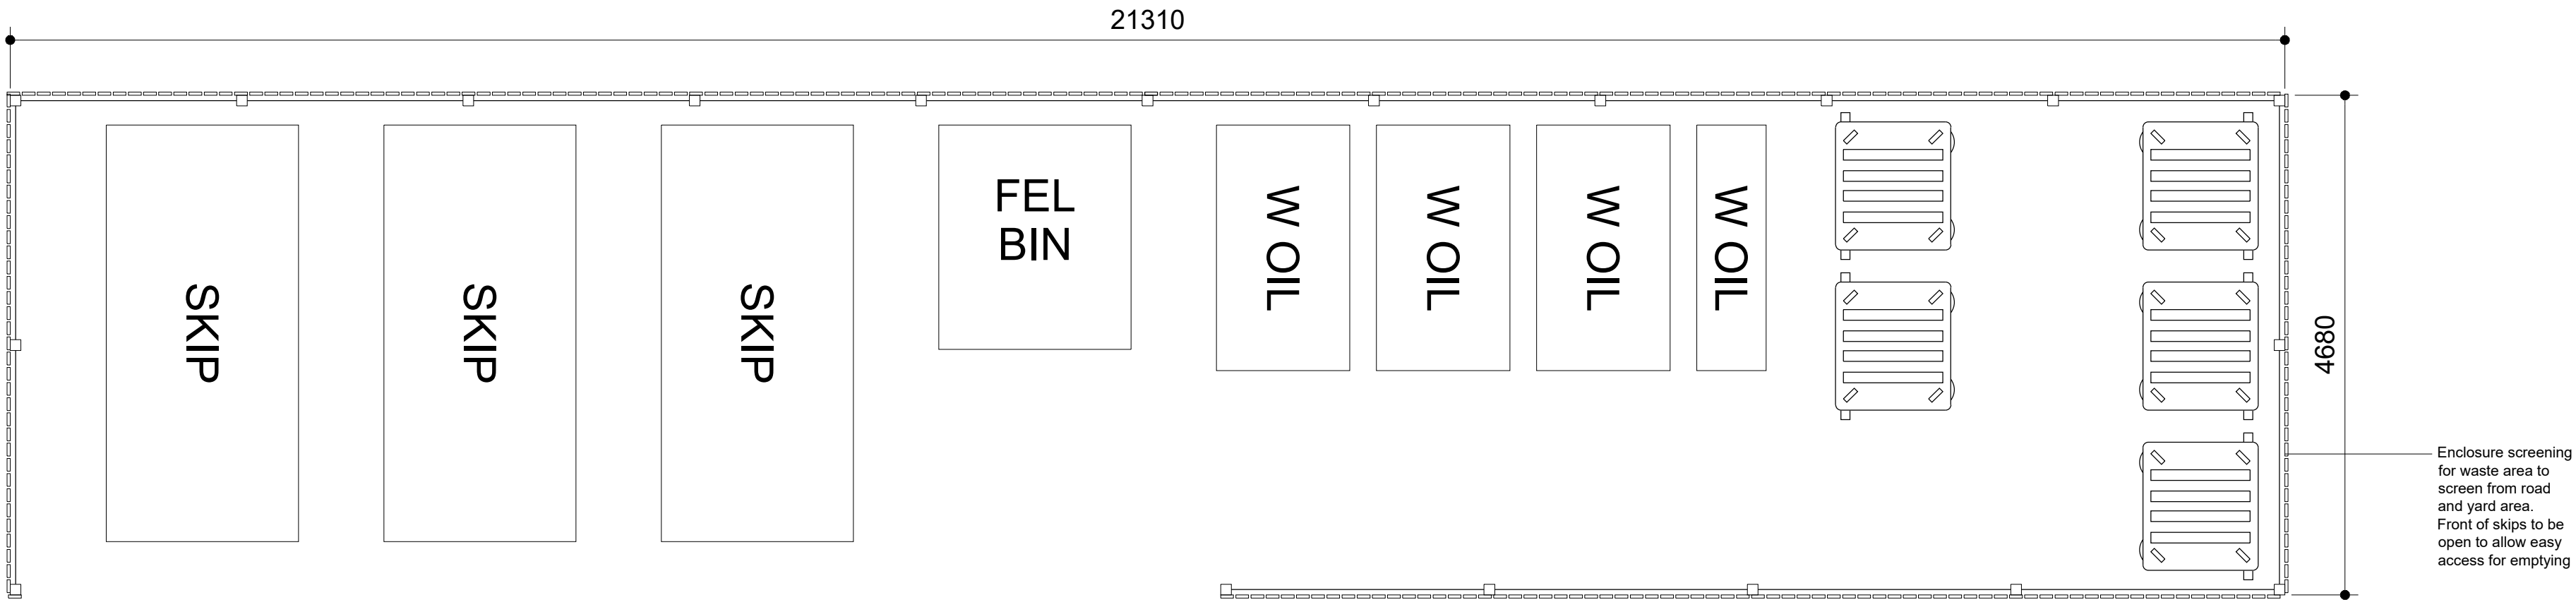 21310
SKIP
SKIP
SKIP
FEL
BIN
W OIL
W OIL
W OIL
W OIL
4680
Enclosure screening
for waste area to
screen from road
and yard area.
Front of skips to be
open to allow easy
access for emptying